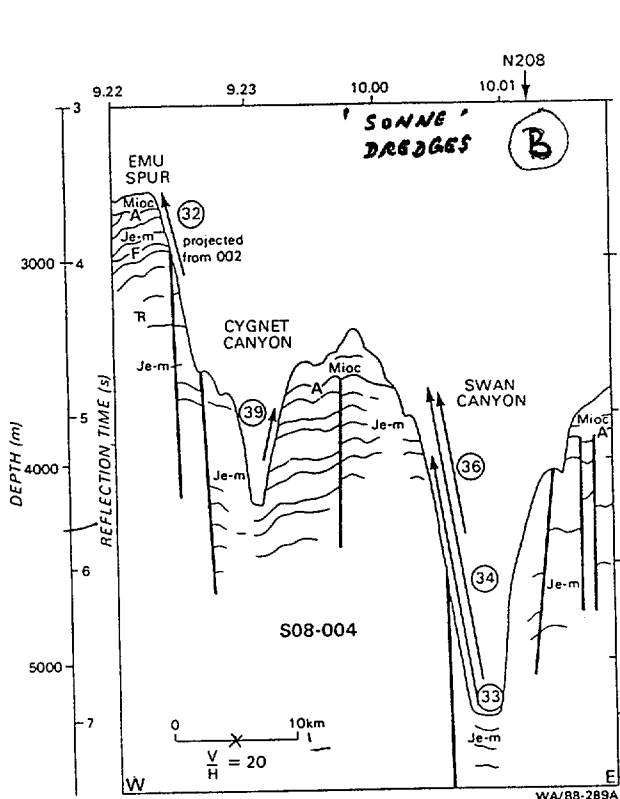 N208
9.22
9.23
10.00
10.01
3
'SONNE'
DREDGES
B
EMU
SPUR
Mioc
A
32
Je-m
projected
from 002
F
3000
4
R
CYGNET
CANYON
Je-m
Mioc
A
SWAN
CANYON
Mioc
A
39
5
Je-m
DEPTH (m)
REFLECTION TIME (s)
4000
Je-m
36
6
34
Je-m
S08-004
5000
33
7
0
10km
Je-m
V
H
= 20
W
E
WA/88-289A